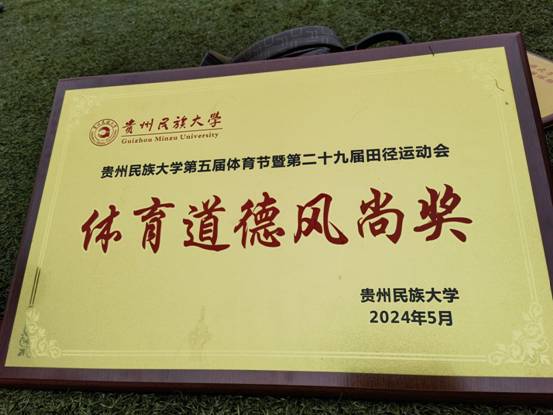 贵州民族大学
Guizhou Minzu University
贵州民族大学第五届体育节暨第二十九届田径运动会
体育道德风尚奖
贵州民族大学
2024年5月